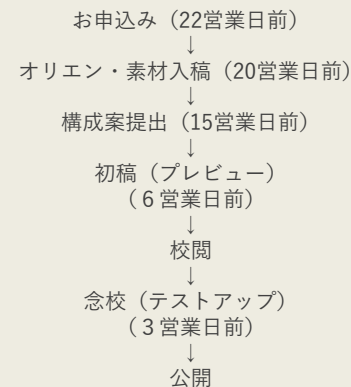 お申込み（22営業日前）
↓
オリエン・素材入稿（20営業日前）
↓
構成案提出（15営業日前）
↓
初稿（プレビュー）
（６営業日前）
↓
校閲
↓
念校（テストアップ）
（３営業日前）
↓
公開